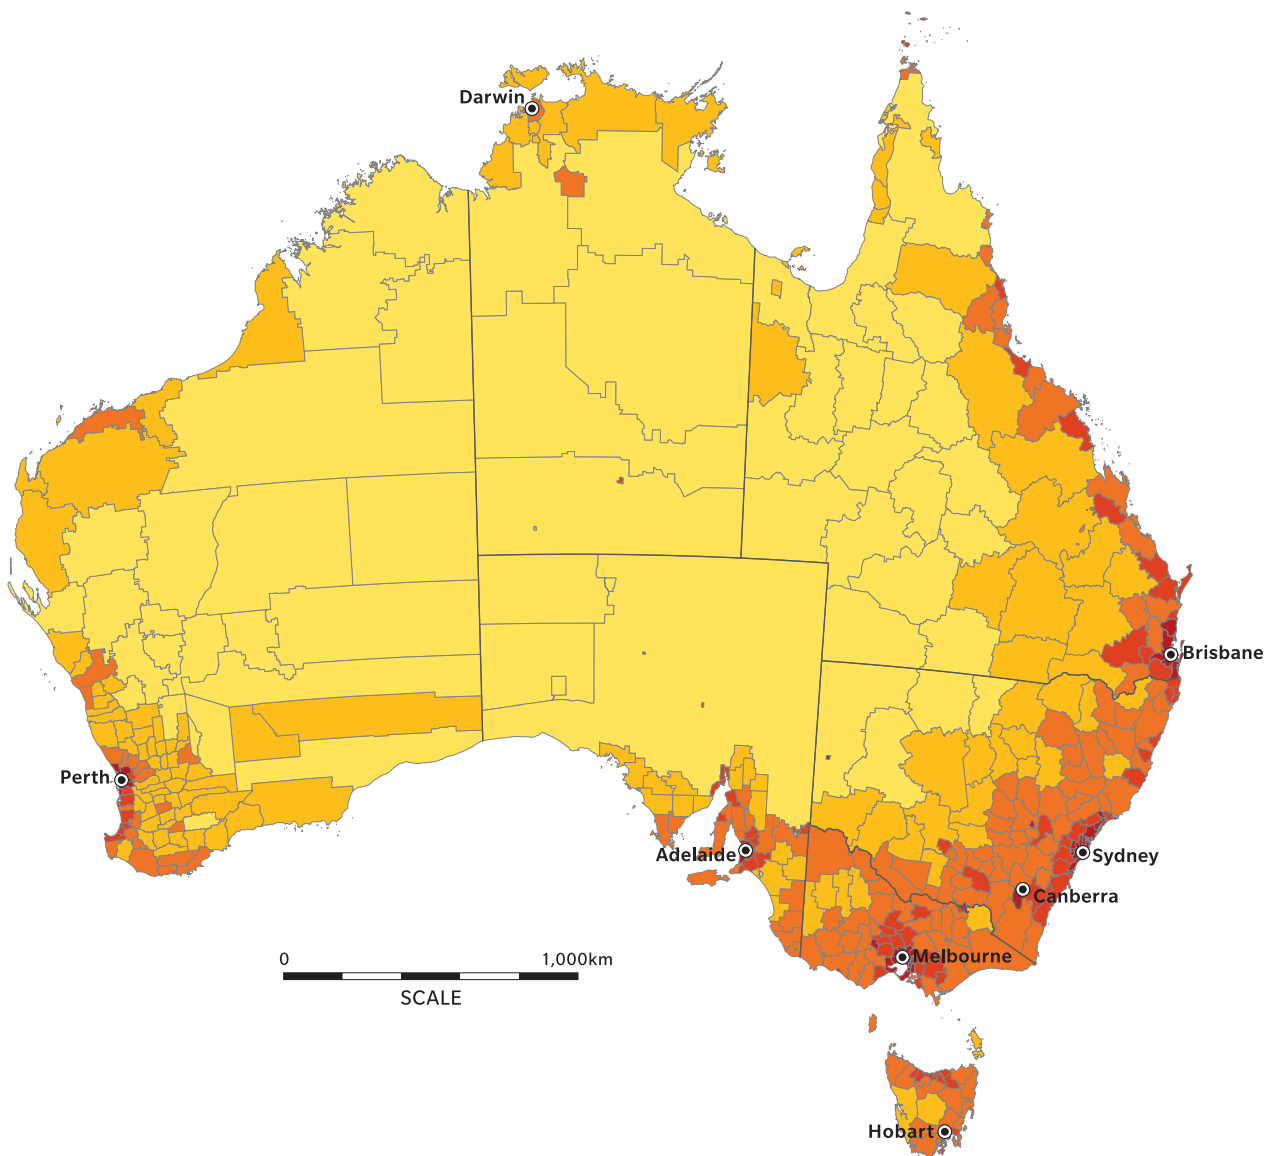 Darwin
Brisbane
Perth
Adelaide
Sydney
Canberra
Melbourne
0 1,000km
SCALE
Hobart